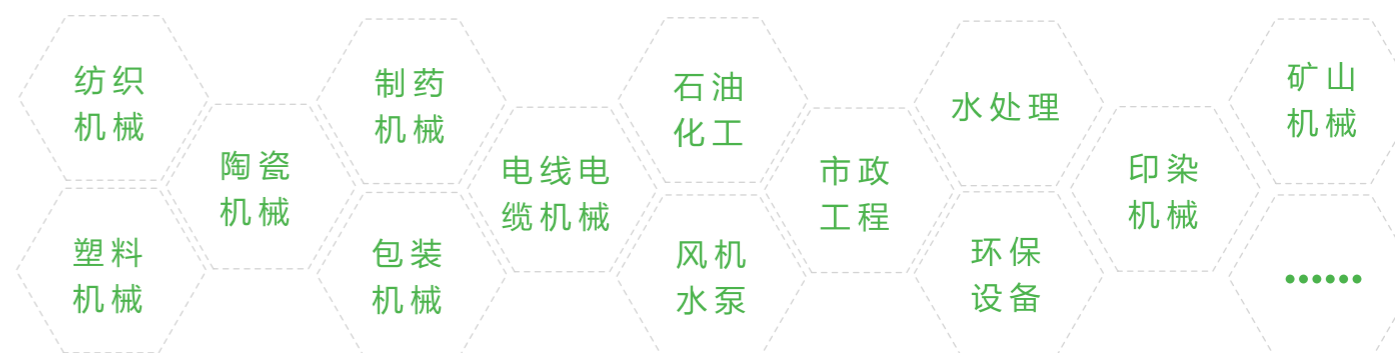 纺织
机械
塑料
机械
陶瓷
机械
制药
机械
包装
机械
电线电
缆机械
石油
化工
风机
水泵
市政
工程
水处理
环保
设备
印染
机械
矿山
机械
••••••